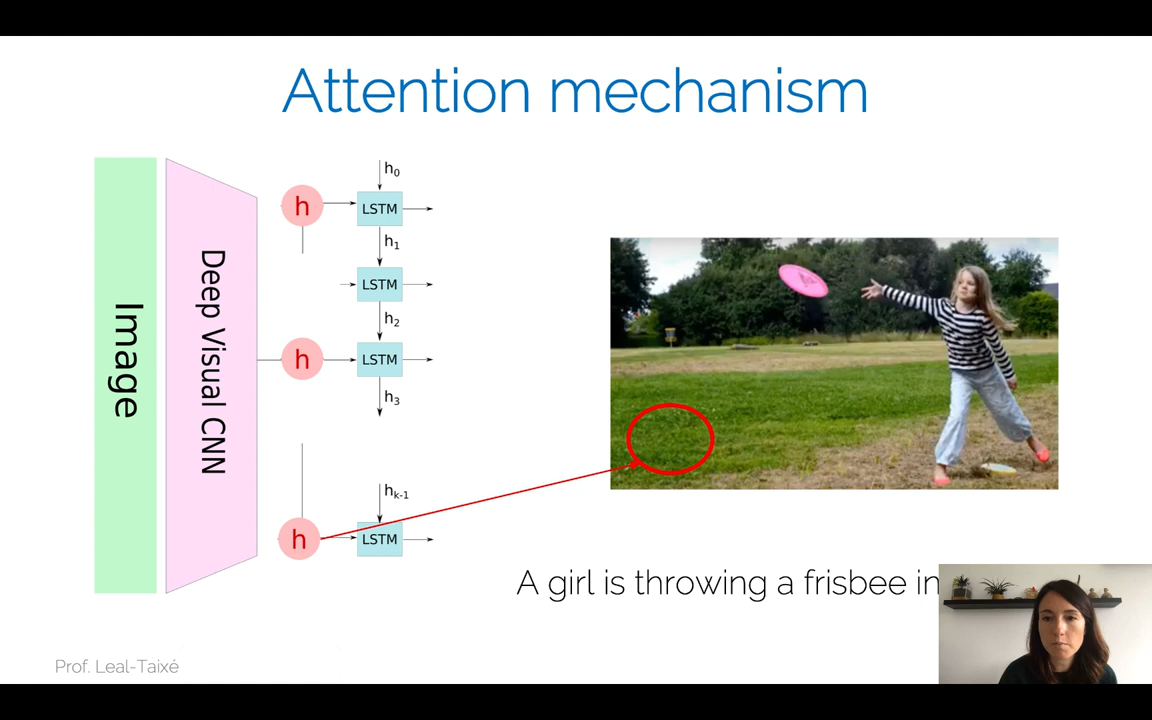 Attention mechanism
Image
Deep Visual CNN
h
h
h
h0
LSTM
h1
LSTM
h2
LSTM
h3
hk-1
LSTM
A girl is throwing a frisbee in
Prof. Leal-Taixé